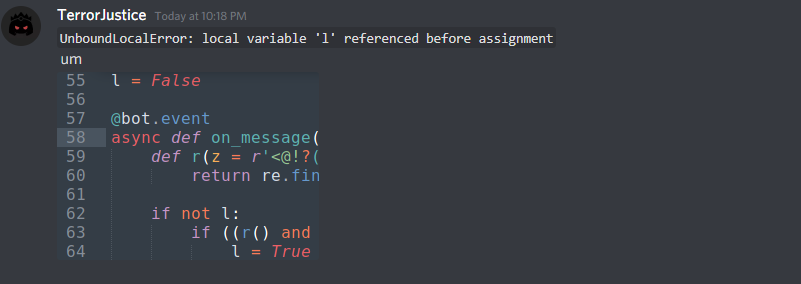 TerrorJustice Today at 10:18 PM
UnboundLocalError: local variable 'l' referenced before assignment
um
55 l = False
56
57 @bot.event
58 async def on_message(
59 def r(z = r'<@!?(
60 return re.fin
61
62 if not l:
63 if ((r() and
64 l = True